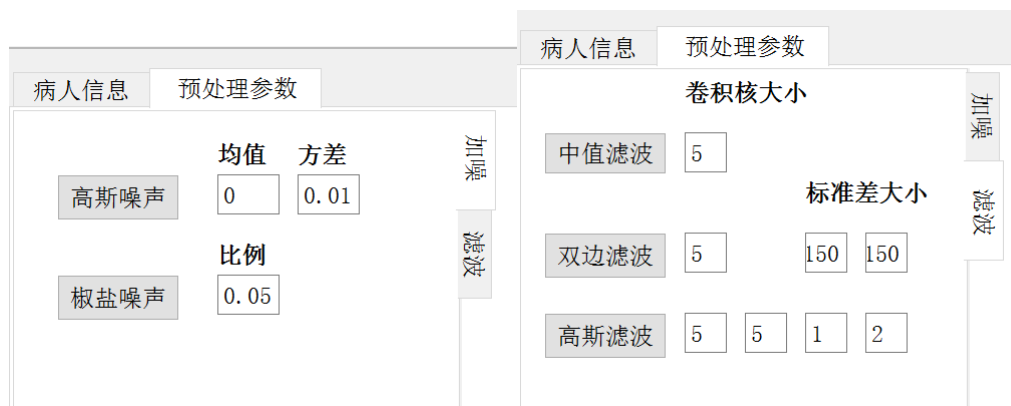 病人信息
预处理参数
加噪
滤波
均值
方差
高斯噪声
0
0.01
比例
椒盐噪声
0.05
病人信息
预处理参数
加噪
滤波
卷积核大小
中值滤波
5
标准差大小
双边滤波
5
150
150
高斯滤波
5
5
1
2